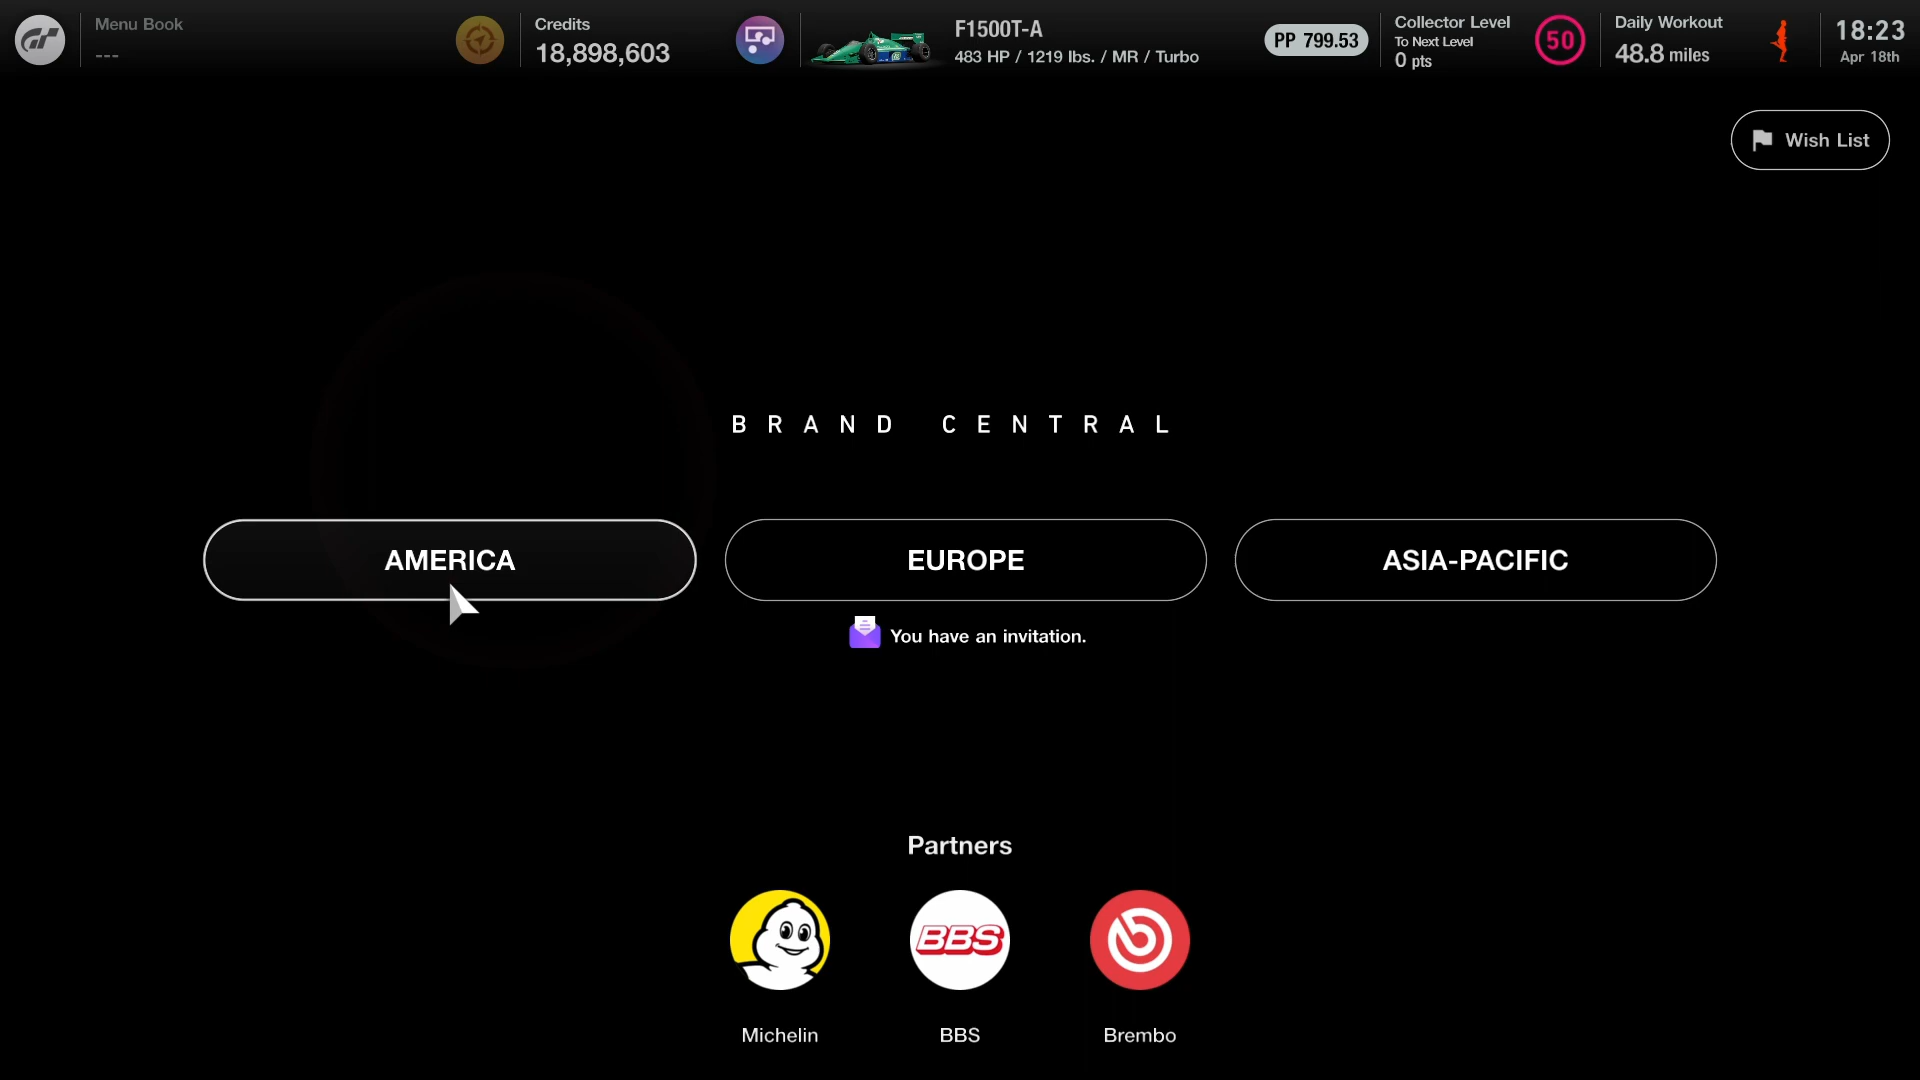 Menu Book
---
Credits
18,898,603
F1500T-A
483 HP / 1219 lbs. / MR / Turbo
PP 799.53
Collector Level
To Next Level
0 pts
50
Daily Workout
48.8 miles
18:23
Apr 18th
Wish List
BRAND CENTRAL
AMERICA
EUROPE
ASIA-PACIFIC
You have an invitation.
Partners
BBS
Michelin
BBS
Brembo